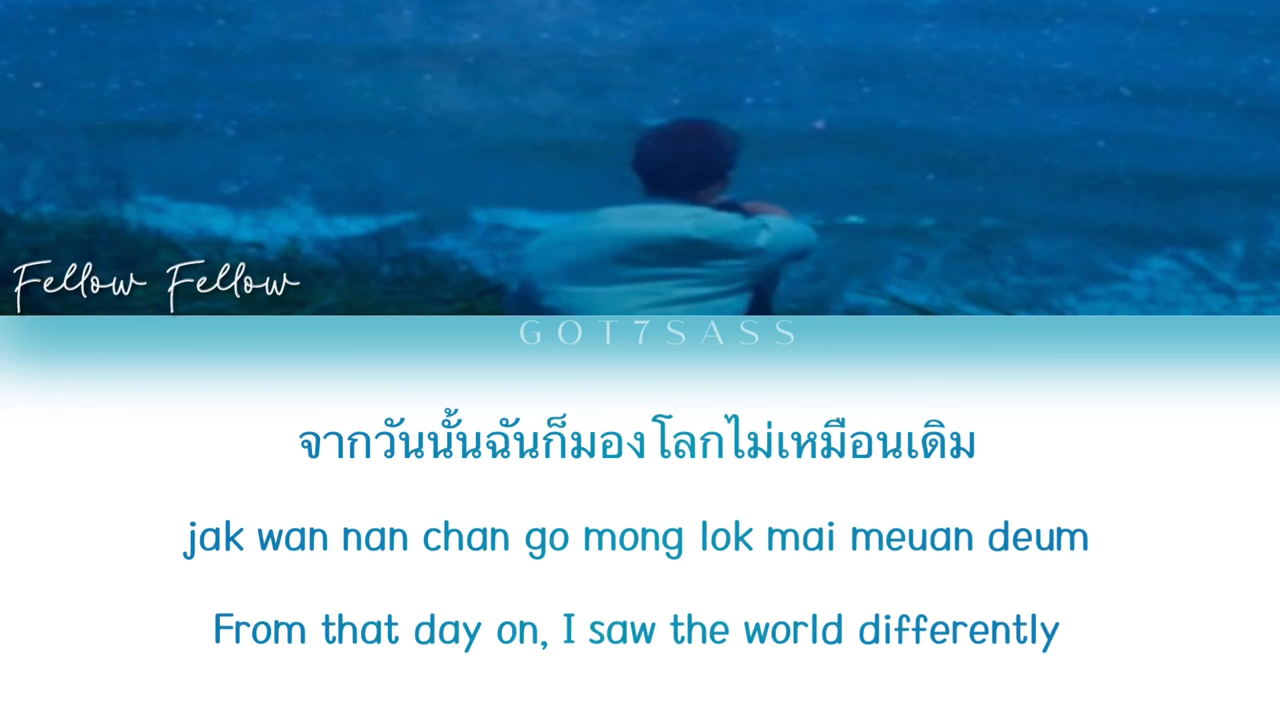 Fellow Fellow
GOT7SASS
จากวันนั้นฉันก็มองโลกไม่เหมือนเดิม
jak wan nan chan go mong lok mai meuan deum
From that day on, I saw the world differently